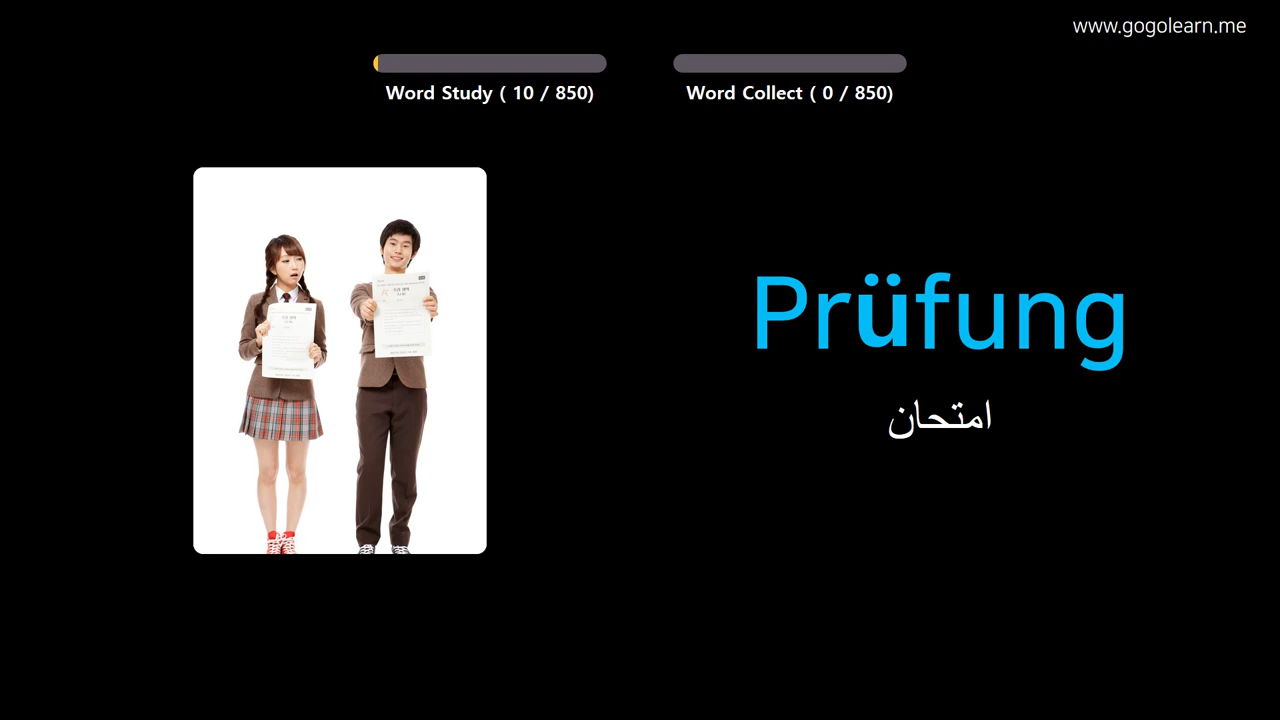 www.gogolearn.me
Word Study ( 10 / 850)
Word Collect ( 0 / 850)
Prüfung
امتحان